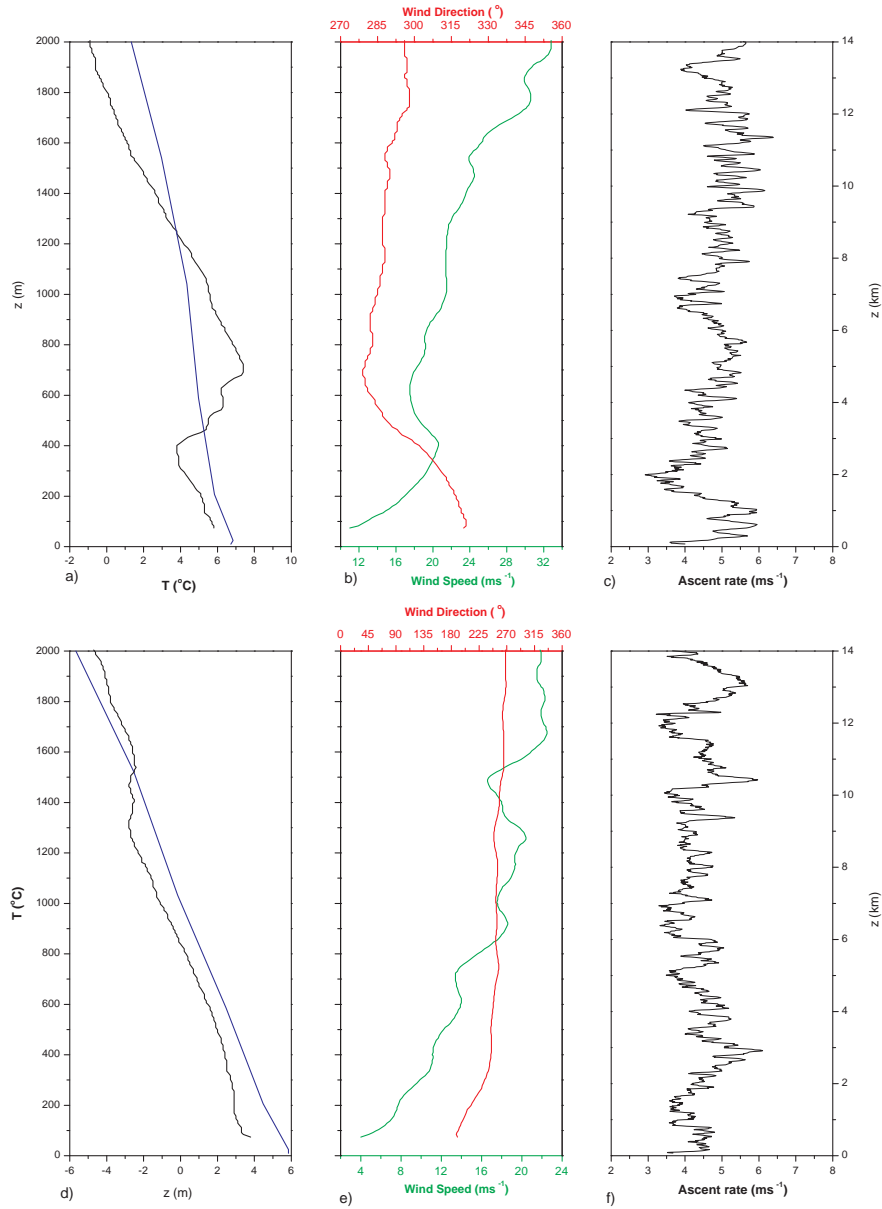 Wind Direction (°)
270 285 300 315 330 345 360
2000
1800
1600
1400
1200
1000
800
600
400
200
0
z (m)
-2 0 2 4 6 8 10
a)
T (°C)
12 16 20 24 28 32
b)
Wind Speed (ms⁻¹)
14
12
10
8
6
4
2
0
z (km)
2 3 4 5 6 7 8
c)
Ascent rate (ms⁻¹)
Wind Direction (°)
0 45 90 135 180 225 270 315 360
2000
1800
1600
1400
1200
1000
800
600
400
200
0
T (°C)
-6 -4 -2 0 2 4 6
d)
z (m)
4 8 12 16 20 24
e)
Wind Speed (ms⁻¹)
14
12
10
8
6
4
2
0
z (km)
2 3 4 5 6 7 8
f)
Ascent rate (ms⁻¹)